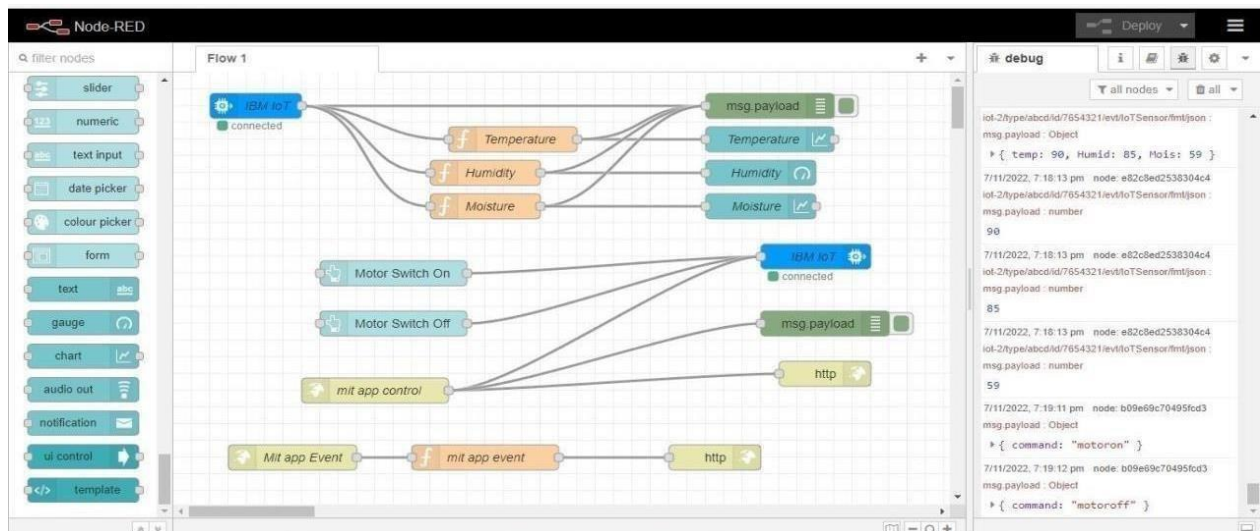 Node-RED
Deploy
filter nodes
slider
numeric
text input
date picker
colour picker
form
text
gauge
chart
audio out
notification
ui control
template
Flow 1
IBM IoT
connected
Temperature
Humidity
Moisture
msg.payload
Temperature
Humidity
Moisture
Motor Switch On
Motor Switch Off
mit app control
IBM IoT
connected
msg.payload
http
Mit app Event
mit app event
http
debug
all nodes
all
iot-2/type/abcd/id/7654321/evt/IoTSensor/fmt/json :
msg.payload : Object
{ temp: 90, Humid: 85, Mois: 59 }
7/11/2022, 7:18:13 pm node: e82c8ed2538304c4
iot-2/type/abcd/id/7654321/evt/IoTSensor/fmt/json :
msg.payload : number
90
7/11/2022, 7:18:13 pm node: e82c8ed2538304c4
iot-2/type/abcd/id/7654321/evt/IoTSensor/fmt/json :
msg.payload : number
85
7/11/2022, 7:18:13 pm node: e82c8ed2538304c4
iot-2/type/abcd/id/7654321/evt/IoTSensor/fmt/json :
msg.payload : number
59
7/11/2022, 7:19:11 pm node: b09e69c70495fcd3
msg.payload : Object
{ command: "motoron" }
7/11/2022, 7:19:12 pm node: b09e69c70495fcd3
msg.payload : Object
{ command: "motoroff" }